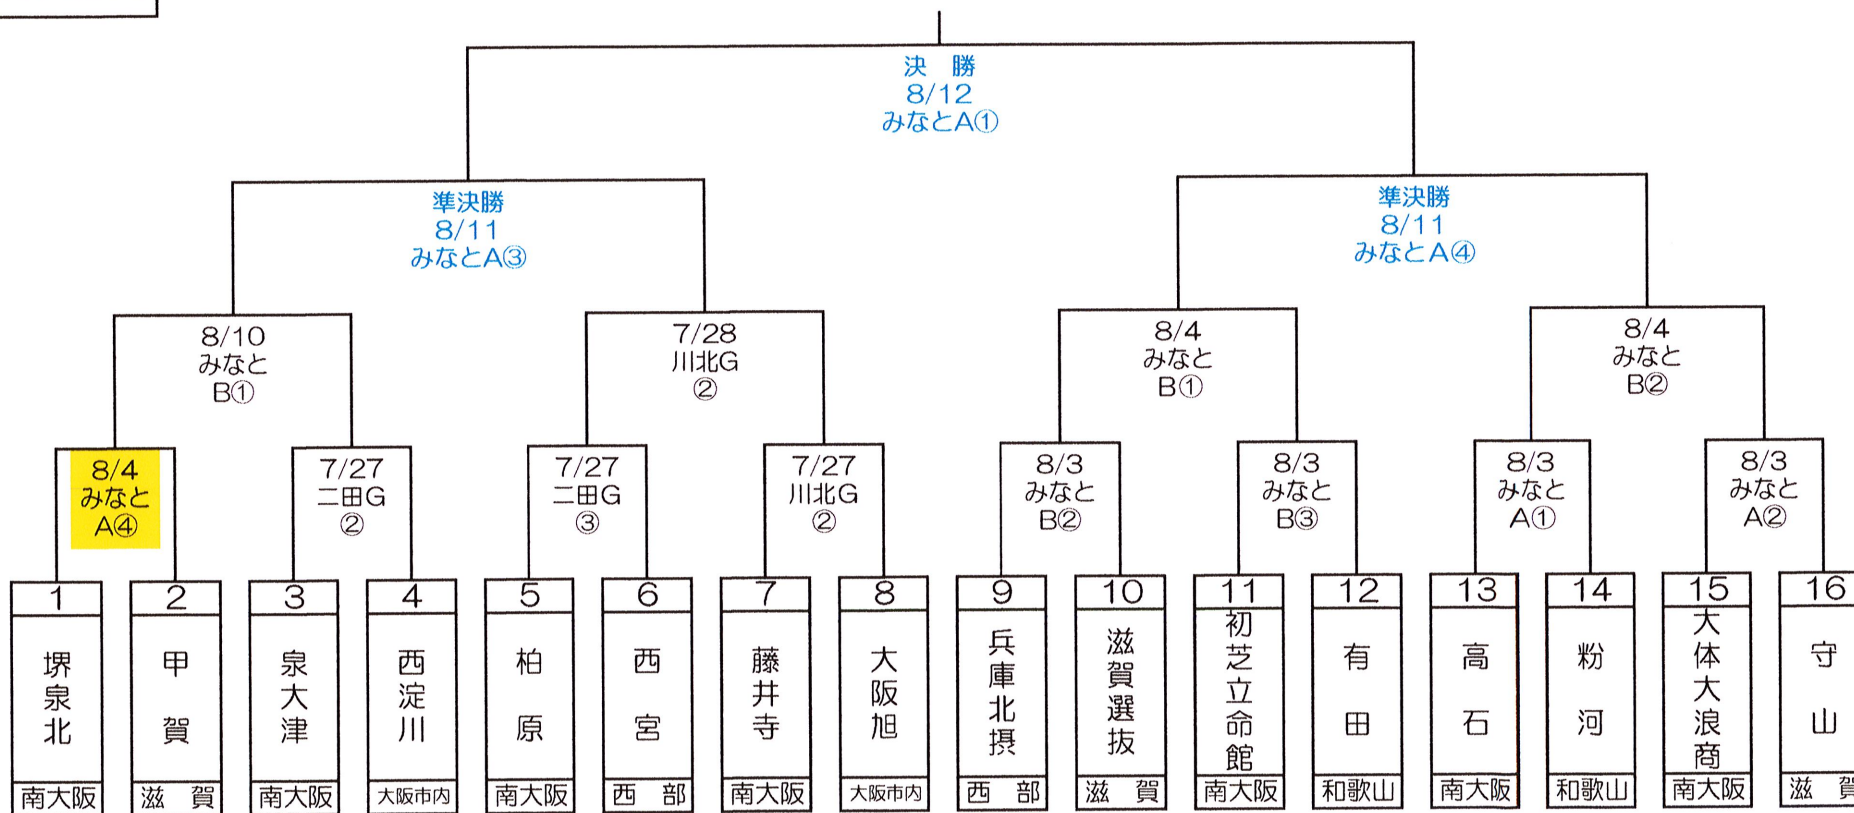 決 勝
8/12
みなとA①
準決勝
8/11
みなとA③
準決勝
8/11
みなとA④
8/10
みなと
B①
7/28
川北G
②
8/4
みなと
B①
8/4
みなと
B②
8/4
みなと
A④
7/27
二田G
②
7/27
二田G
③
7/27
川北G
②
8/3
みなと
B②
8/3
みなと
B③
8/3
みなと
A①
8/3
みなと
A②
1 2 3 4 5 6 7 8 9 10 11 12 13 14 15 16
堺泉北
甲賀
泉大津
西淀川
柏原
西宮
藤井寺
大阪旭
兵庫北摂
滋賀選抜
初芝立命館
有田
高石
粉河
大体大浪商
守山
南大阪 滋 賀 南大阪 大阪市内 南大阪 西 部 南大阪 大阪市内 西 部 滋 賀 南大阪 和歌山 南大阪 和歌山 南大阪 滋 賀